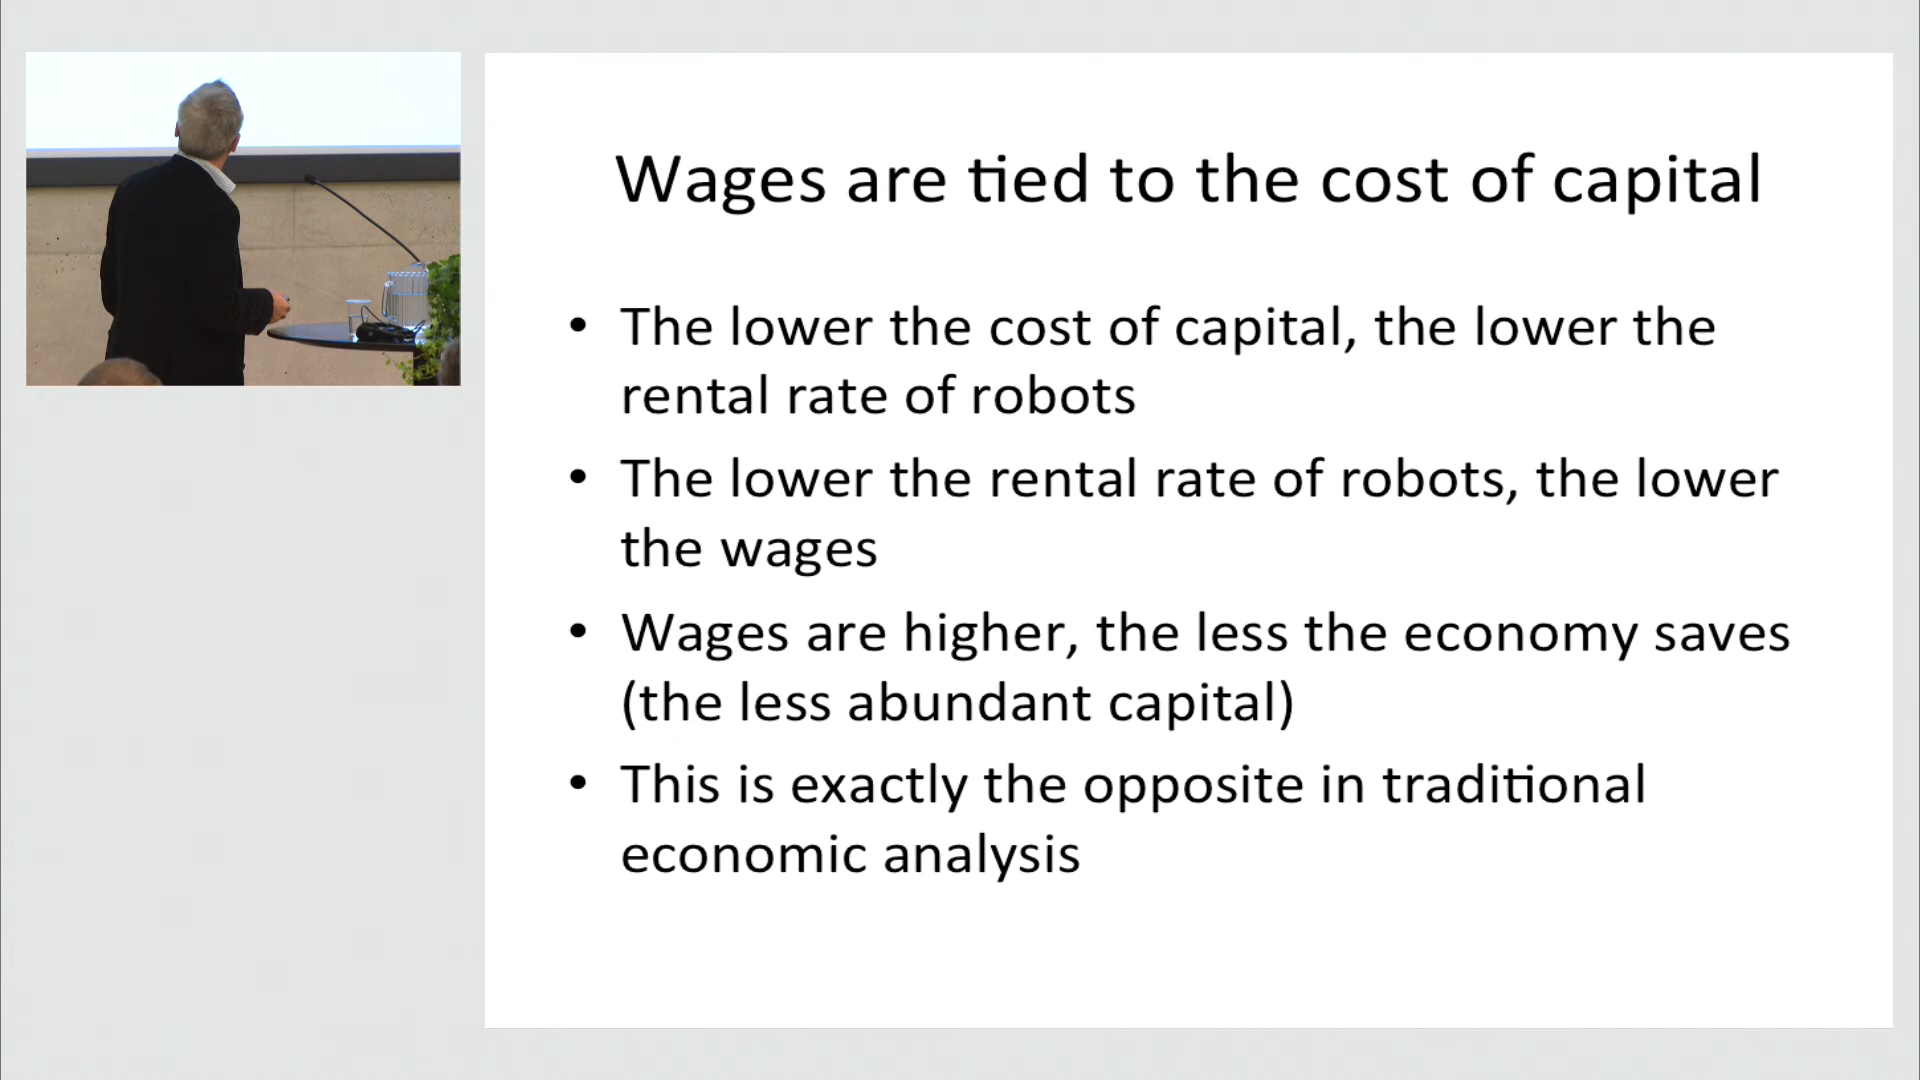 Wages are tied to the cost of capital
• The lower the cost of capital, the lower the
rental rate of robots
• The lower the rental rate of robots, the lower
the wages
• Wages are higher, the less the economy saves
(the less abundant capital)
• This is exactly the opposite in traditional
economic analysis